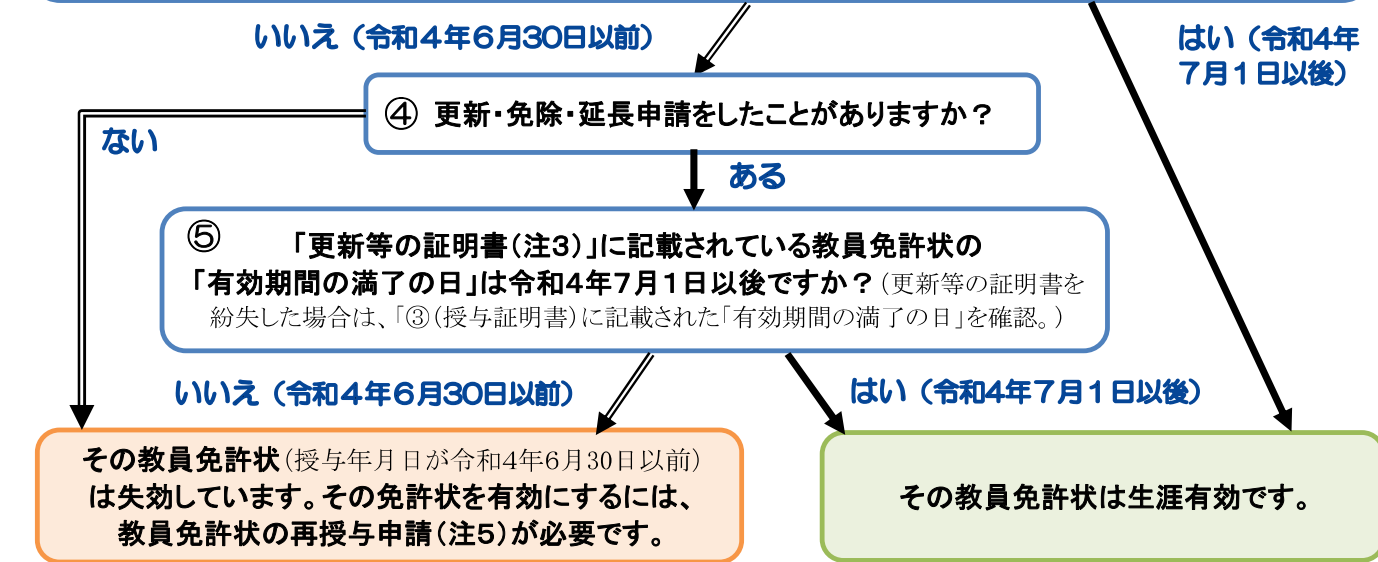 いいえ（令和４年６月30日以前）
はい（令和4年
７月１日以後）
④ 更新・免除・延長申請をしたことがありますか？
ない
ある
⑤ 「更新等の証明書（注３）」に記載されている教員免許状の
「有効期間の満了の日」は令和4年7月1日以後ですか？（更新等の証明書を
紛失した場合は、「③（授与証明書）に記載された「有効期間の満了の日」を確認。）
いいえ（令和４年６月30日以前）
はい（令和4年７月１日以後）
その教員免許状（授与年月日が令和4年6月30日以前）
は失効しています。その免許状を有効にするには、
教員免許状の再授与申請（注５）が必要です。
その教員免許状は生涯有効です。